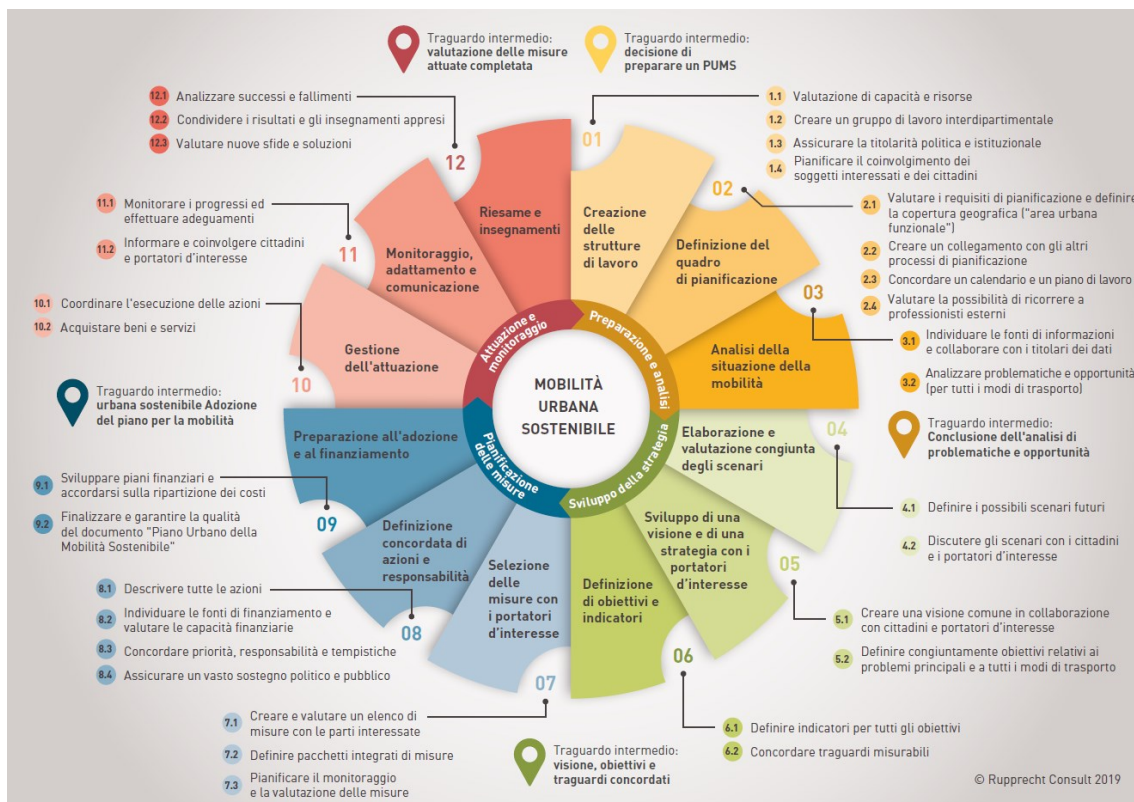 Traguardo intermedio:
valutazione delle misure
attuate completata
Traguardo intermedio:
decisione di
preparare un PUMS
12.1 Analizzare successi e fallimenti
12.2 Condividere i risultati e gli insegnamenti appresi
12.3 Valutare nuove sfide e soluzioni
1.1 Valutazione di capacità e risorse
1.2 Creare un gruppo di lavoro interdipartimentale
1.3 Assicurare la titolarità politica e istituzionale
1.4 Pianificare il coinvolgimento dei
soggetti interessati e dei cittadini
11.1 Monitorare i progressi ed
effettuare adeguamenti
11.2 Informare e coinvolgere cittadini
e portatori d'interesse
2.1 Valutare i requisiti di pianificazione e definire
la copertura geografica ("area urbana
funzionale")
2.2 Creare un collegamento con gli altri
processi di pianificazione
2.3 Concordare un calendario e un piano di lavoro
2.4 Valutare la possibilità di ricorrere a
professionisti esterni
10.1 Coordinare l'esecuzione delle azioni
10.2 Acquistare beni e servizi
3.1 Individuare le fonti di informazioni
e collaborare con i titolari dei dati
3.2 Analizzare problematiche e opportunità
(per tutti i modi di trasporto)
01
Creazione
delle
strutture
di lavoro
02
Definizione del
quadro
di pianificazione
03
Analisi della
situazione della
mobilità
04
Elaborazione e
valutazione congiunta
degli scenari
05
Sviluppo di una
visione e di una
strategia con i
portatori
d'interesse
06
Definizione
di obiettivi e
indicatori
07
Selezione
delle
misure con
i portatori
d'interesse
08
Definizione
concordata di
azioni e
responsabilità
09
Preparazione all'adozione
e al finanziamento
10
Gestione
dell'attuazione
11
Monitoraggio,
adattamento e
comunicazione
12
Riesame e
insegnamenti
Preparazione e analisi
Sviluppo della strategia
Pianificazione
delle misure
Attuazione e
monitoraggio
MOBILITÀ
URBANA
SOSTENIBILE
Traguardo intermedio:
urbana sostenibile Adozione
del piano per la mobilità
Traguardo intermedio:
Conclusione dell'analisi di
problematiche e opportunità
9.1 Sviluppare piani finanziari e
accordarsi sulla ripartizione dei costi
9.2 Finalizzare e garantire la qualità
del documento "Piano Urbano della
Mobilità Sostenibile"
4.1 Definire i possibili scenari futuri
4.2 Discutere gli scenari con i cittadini
e i portatori d'interesse
8.1 Descrivere tutte le azioni
8.2 Individuare le fonti di finanziamento e
valutare le capacità finanziarie
8.3 Concordare priorità, responsabilità e tempistiche
8.4 Assicurare un vasto sostegno politico e pubblico
5.1 Creare una visione comune in collaborazione
con cittadini e portatori d'interesse
5.2 Definire congiuntamente obiettivi relativi ai
problemi principali e a tutti i modi di trasporto
7.1 Creare e valutare un elenco di
misure con le parti interessate
7.2 Definire pacchetti integrati di misure
7.3 Pianificare il monitoraggio
e la valutazione delle misure
Traguardo intermedio:
visione, obiettivi e
traguardi concordati
6.1 Definire indicatori per tutti gli obiettivi
6.2 Concordare traguardi misurabili
© Rupprecht Consult 2019